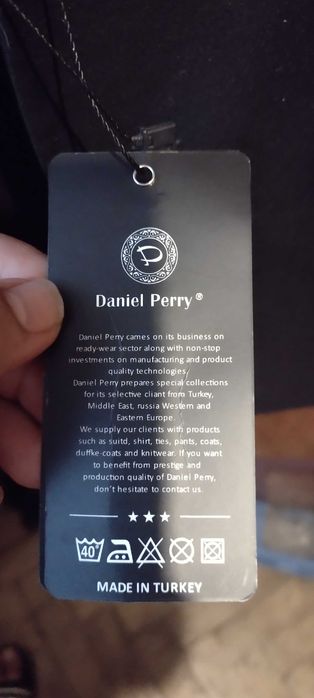 Daniel Perry®
Daniel Perry cames on its business on
ready-wear sector along with non-stop
investments on manufacturing and product
quality technologies.
Daniel Perry prepares special collections
for its selective cliant from Turkey,
Middle East, russia Western and
Eastern Europe.
We supply our clients with products
such as suitd, shirt, ties, pants, coats,
duffke-coats and knitwear. If you want
to benefit from prestige and
production quality of Daniel Perry,
don't hesitate to contact us.
40°
MADE IN TURKEY